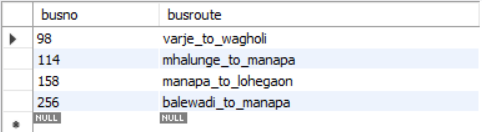 busno busroute
98 varje_to_wagholi
114 mhalunge_to_manapa
158 manapa_to_lohegaon
256 balewadi_to_manapa
NULL NULL